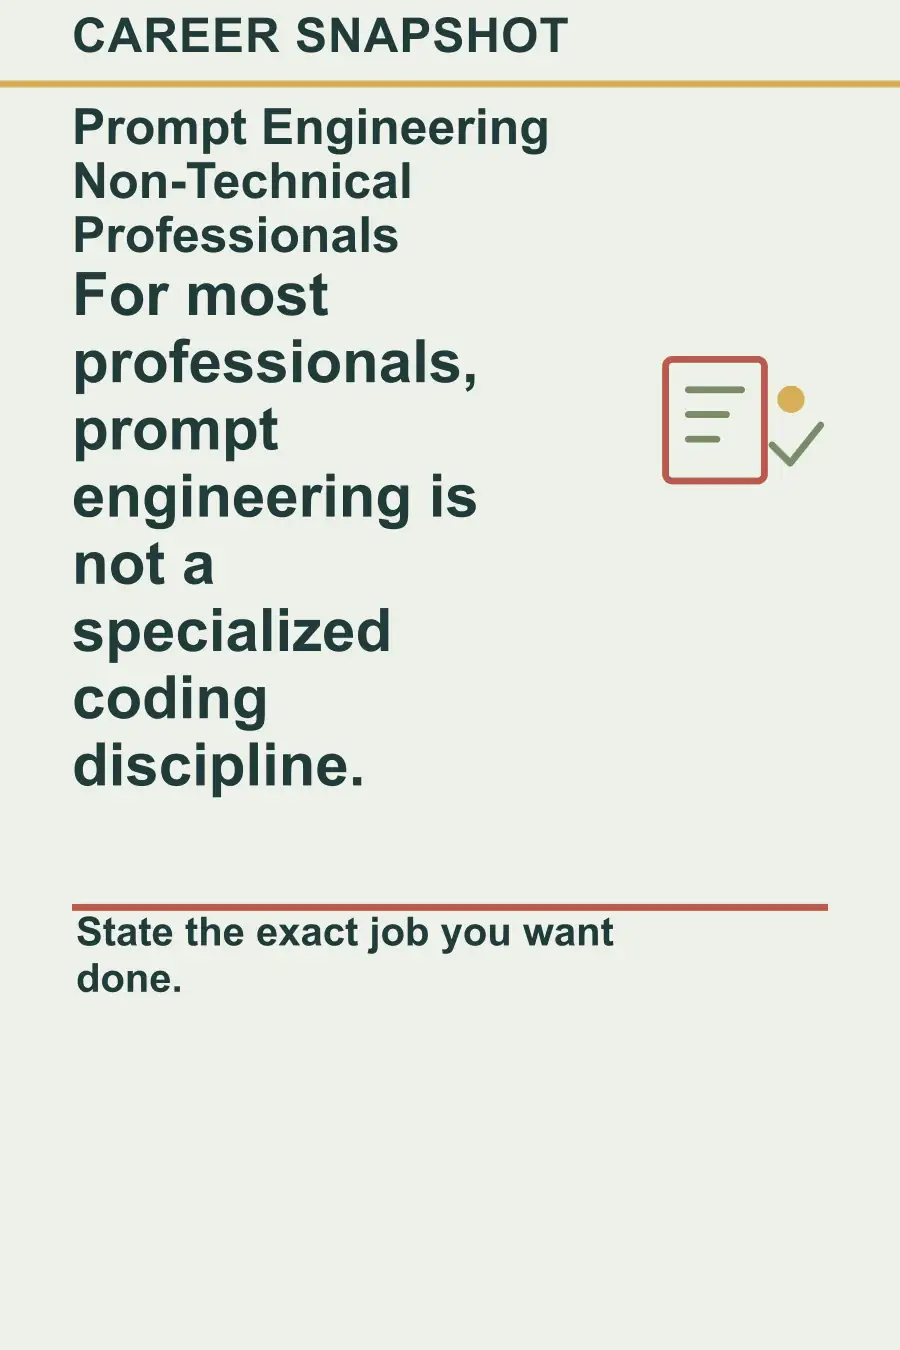 CAREER SNAPSHOT
Prompt Engineering
Non-Technical
Professionals
For most
professionals,
prompt
engineering is
not a
specialized
coding
discipline.
State the exact job you want
done.